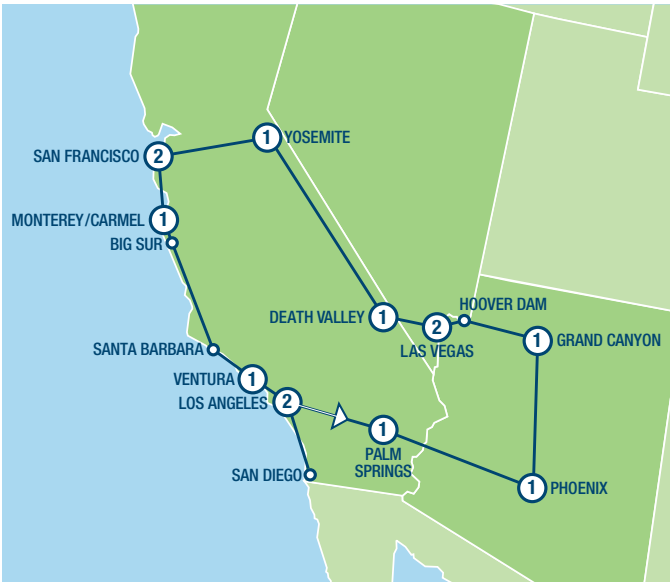 1 YOSEMITE
SAN FRANCISCO 2
MONTEREY/CARMEL 1
BIG SUR
HOOVER DAM
DEATH VALLEY 1
2
LAS VEGAS
1 GRAND CANYON
SANTA BARBARA
VENTURA 1
LOS ANGELES 2
1
PALM
SPRINGS
SAN DIEGO
1 PHOENIX